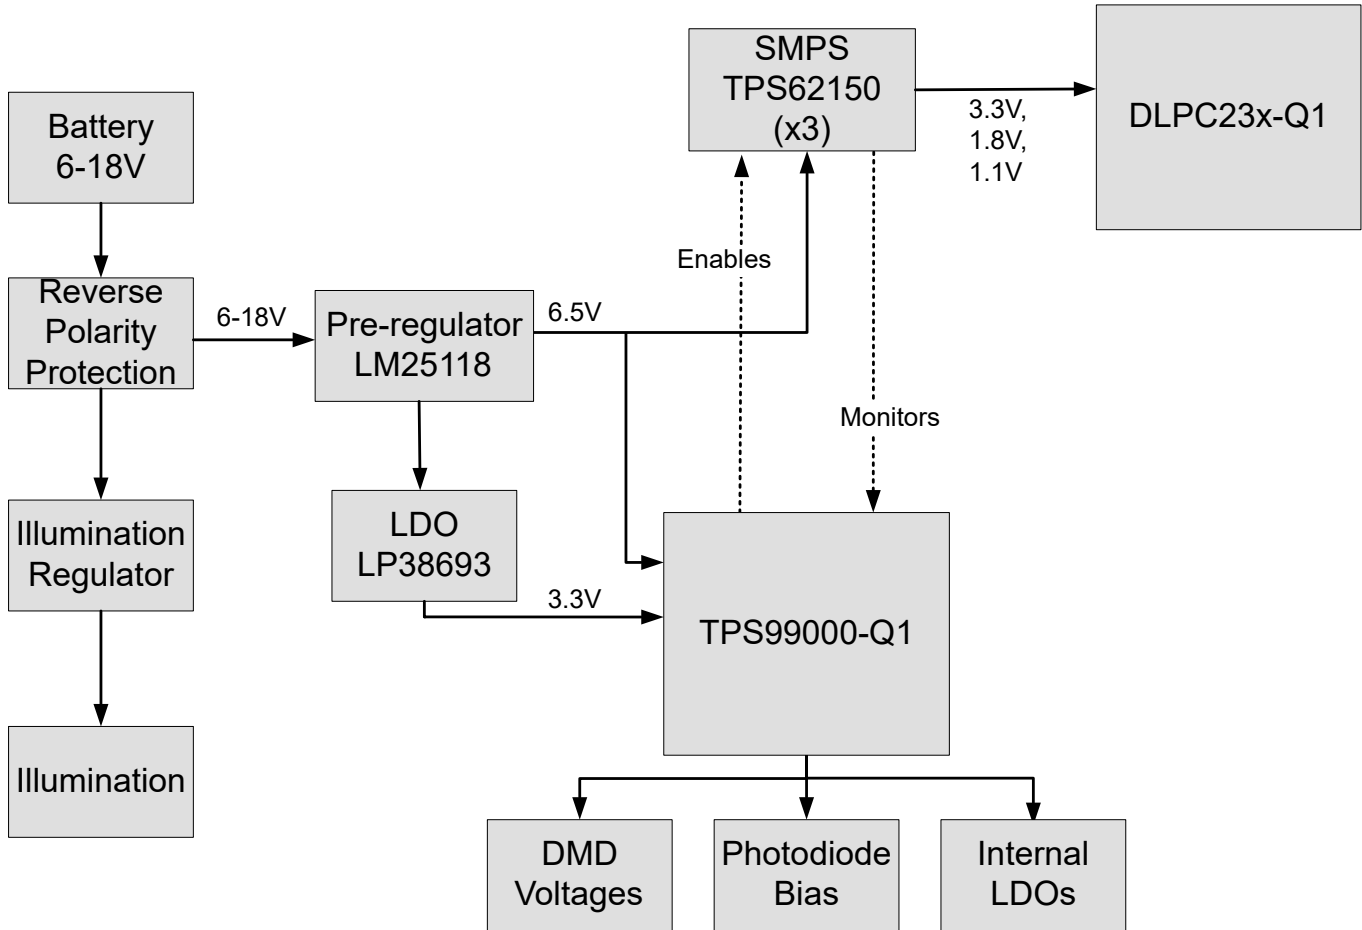 SMPS
TPS62150
(x3)
3.3V,
1.8V,
1.1V
DLPC23x-Q1
Battery
6-18V
Enables
Reverse
Polarity
Protection
6-18V
Pre-regulator
LM25118
6.5V
Monitors
Illumination
Regulator
LDO
LP38693
3.3V
TPS99000-Q1
Illumination
DMD
Voltages
Photodiode
Bias
Internal
LDOs